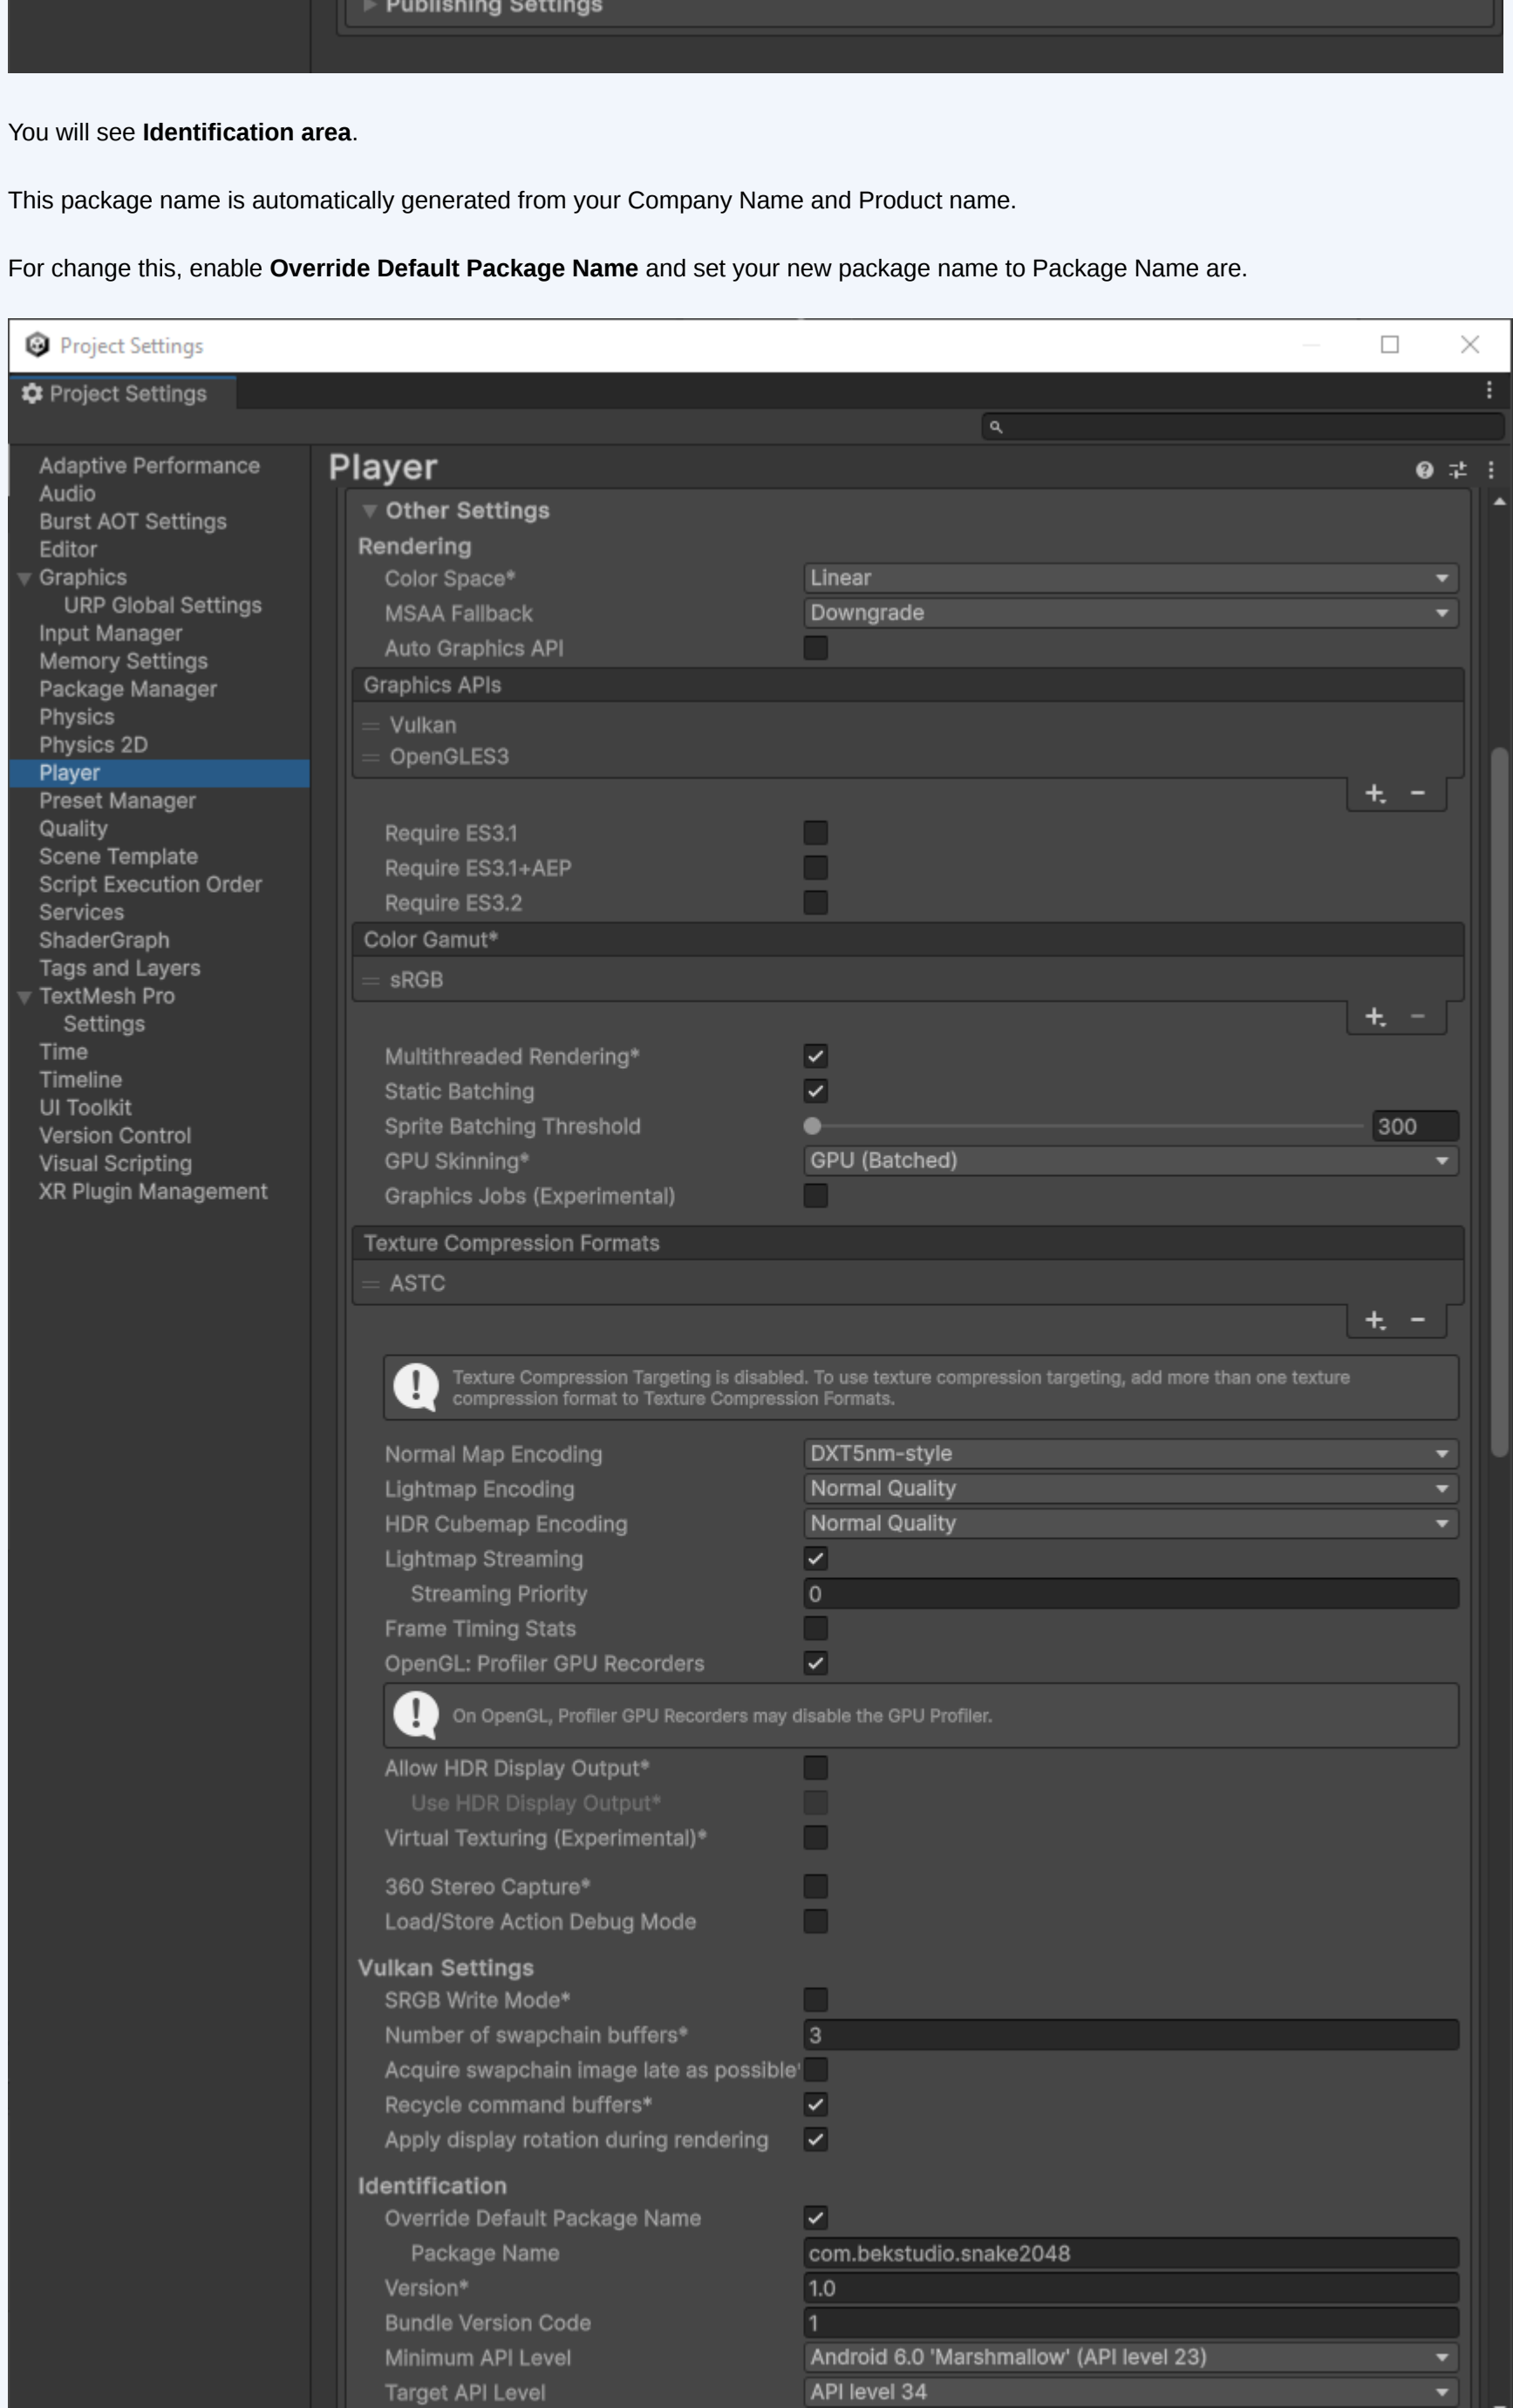 Publishing Settings
You will see Identification area.
This package name is automatically generated from your Company Name and Product name.
For change this, enable Override Default Package Name and set your new package name to Package Name are.
Project Settings
Project Settings
Adaptive Performance
Audio
Burst AOT Settings
Editor
Graphics
URP Global Settings
Input Manager
Memory Settings
Package Manager
Physics
Physics 2D
Player
Preset Manager
Quality
Scene Template
Script Execution Order
Services
ShaderGraph
Tags and Layers
TextMesh Pro
Settings
Time
Timeline
UI Toolkit
Version Control
Visual Scripting
XR Plugin Management
Player
Other Settings
Rendering
Color Space* Linear
MSAA Fallback Downgrade
Auto Graphics API
Graphics APIs
Vulkan
OpenGLES3
Require ES3.1
Require ES3.1+AEP
Require ES3.2
Color Gamut*
sRGB
Multithreaded Rendering*
Static Batching
Sprite Batching Threshold 300
GPU Skinning* GPU (Batched)
Graphics Jobs (Experimental)
Texture Compression Formats
ASTC
Texture Compression Targeting is disabled. To use texture compression targeting, add more than one texture
compression format to Texture Compression Formats.
Normal Map Encoding DXT5nm-style
Lightmap Encoding Normal Quality
HDR Cubemap Encoding Normal Quality
Lightmap Streaming
Streaming Priority 0
Frame Timing Stats
OpenGL: Profiler GPU Recorders
On OpenGL, Profiler GPU Recorders may disable the GPU Profiler.
Allow HDR Display Output*
Use HDR Display Output*
Virtual Texturing (Experimental)*
360 Stereo Capture*
Load/Store Action Debug Mode
Vulkan Settings
SRGB Write Mode*
Number of swapchain buffers* 3
Acquire swapchain image late as possible*
Recycle command buffers*
Apply display rotation during rendering
Identification
Override Default Package Name
Package Name com.bekstudio.snake2048
Version* 1.0
Bundle Version Code 1
Minimum API Level Android 6.0 'Marshmallow' (API level 23)
Target API Level API level 34